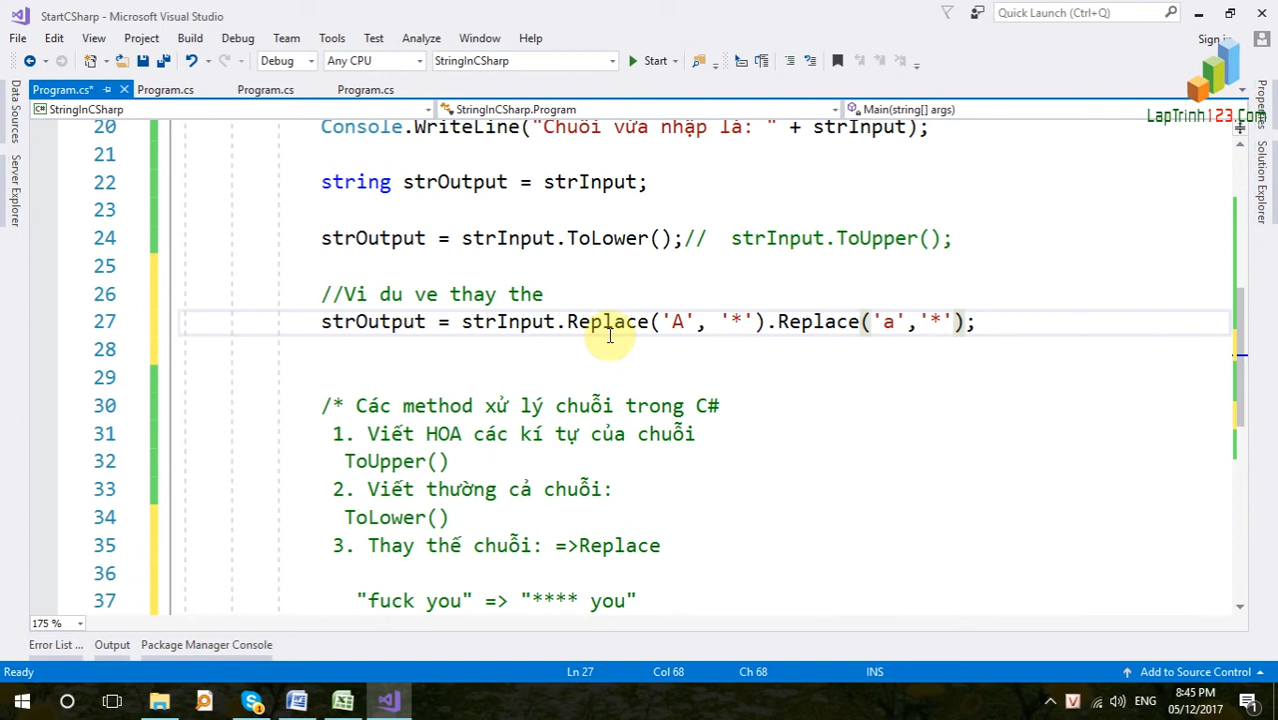 StartCSharp - Microsoft Visual Studio
Quick Launch (Ctrl+Q)
File Edit View Project Build Debug Team Tools Test Analyze Window Help
Sign in
Debug Any CPU StringInCSharp Start
Program.cs* Program.cs Program.cs Program.cs
StringInCSharp StringInCSharp.Program Main(string[] args)
LapTrinh123.Com
Data Sources
Server Explorer
Properties
Solution Explorer
20 Console.WriteLine("Chuỗi vừa nhập là: " + strInput);
21
22 string strOutput = strInput;
23
24 strOutput = strInput.ToLower();// strInput.ToUpper();
25
26 //Vi du ve thay the
27 strOutput = strInput.Replace('A', '*').Replace('a','*');
28
29
30 /* Các method xử lý chuỗi trong C#
31 1. Viết HOA các kí tự của chuỗi
32 ToUpper()
33 2. Viết thường cả chuỗi:
34 ToLower()
35 3. Thay thế chuỗi: =>Replace
36
37 "fuck you" => "**** you"
175 %
Error List ... Output Package Manager Console
Ready Ln 27 Col 68 Ch 68 INS Add to Source Control
ENG 8:45 PM
05/12/2017